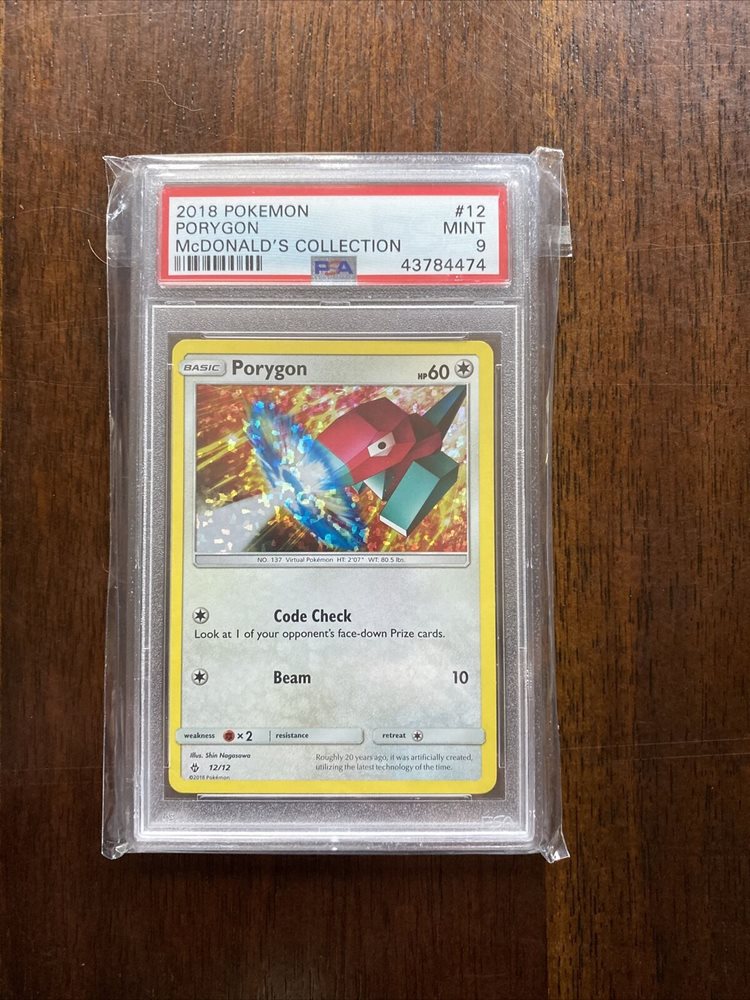 2018 POKEMON #12
PORYGON MINT
McDONALD'S COLLECTION 9
PSA 43784474
BASIC Porygon HP60
NO. 137 Virtual Pokémon HT: 2'07" WT: 80.5 lbs.
Code Check
Look at 1 of your opponent's face-down Prize cards.
Beam 10
weakness ×2 resistance retreat
Illus. Shin Nagasawa
12/12
©2018 Pokémon
Roughly 20 years ago, it was artificially created,
utilizing the latest technology of the time.